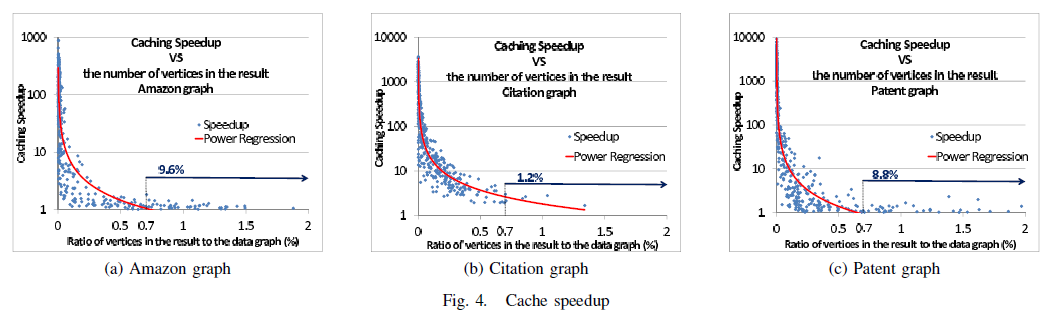 1000
100
10
1
Caching Speedup
Caching Speedup
VS
the number of vertices in the result
Amazon graph
Speedup
Power Regression
9.6%
0 0.5 0.7 1 1.5 2
Ratio of vertices in the result to the data graph (%)
(a) Amazon graph
10000
1000
100
10
1
Caching Speedup
Caching Speedup
VS
the number of vertices in the result
Citation graph
Speedup
Power Regression
1.2%
0 0.5 0.7 1 1.5 2
Ratio of vertices in the result to the data graph (%)
(b) Citation graph
10000
1000
100
10
1
Caching Speedup
Caching Speedup
VS
the number of vertices in the result
Patent graph
Speedup
Power Regression
8.8%
0 0.5 0.7 1 1.5 2
Ratio of vertices in the result to the data graph (%)
(c) Patent graph
Fig. 4. Cache speedup